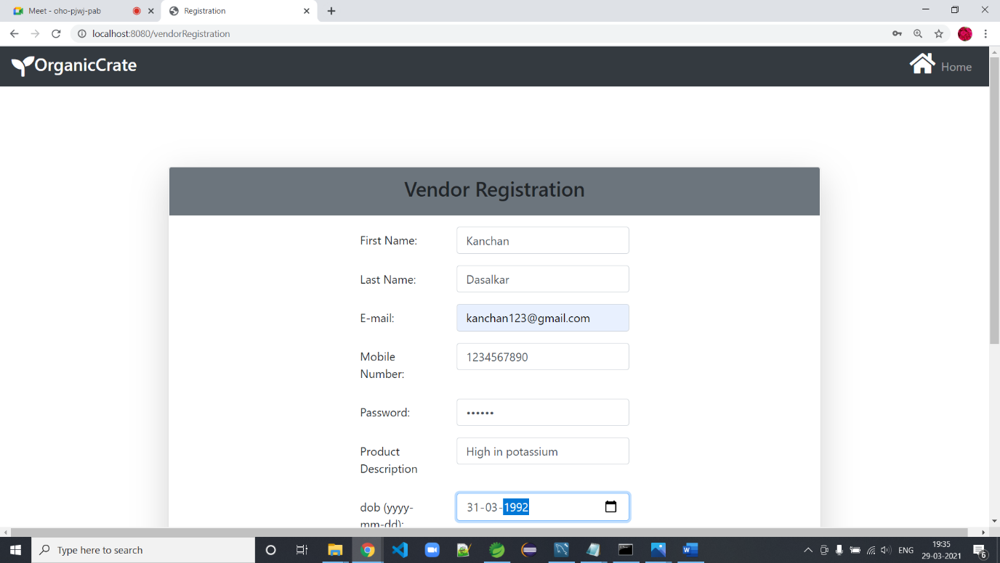 Meet - oho-pjwj-pab
Registration
localhost:8080/vendorRegistration
OrganicCrate
Home
Vendor Registration
First Name: Kanchan
Last Name: Dasalkar
E-mail: kanchan123@gmail.com
Mobile 1234567890
Number:
Password: ••••••
Product High in potassium
Description
dob (yyyy- 31-03-1992
mm-dd):
Type here to search
ENG
19:35
29-03-2021
6